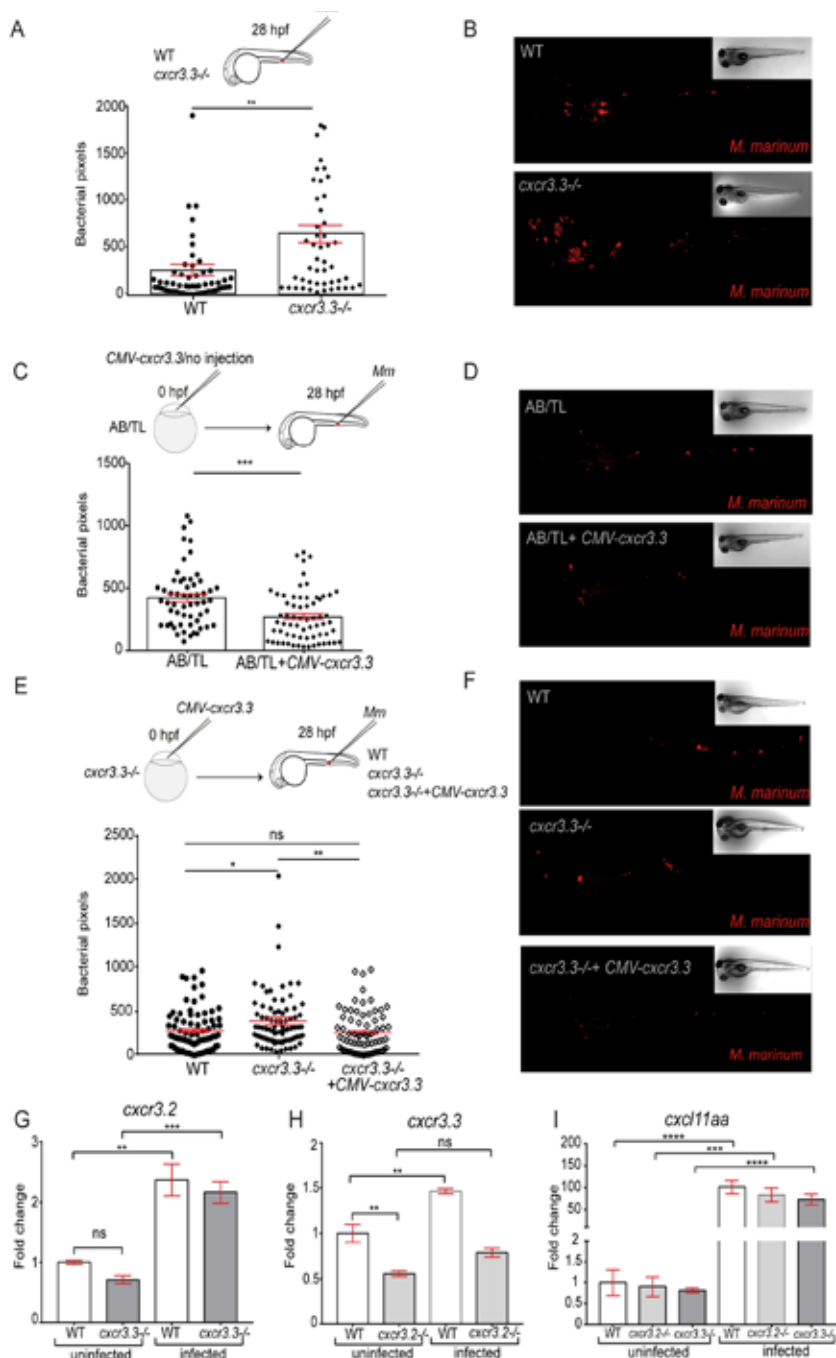 A
28 hpf
WT
cxcr3.3-/-
**
Bacterial pixels
2000
1500
1000
500
0
WT
cxcr3.3-/-
B
WT
M. marinum
cxcr3.3-/-
M. marinum
C
CMV-cxcr3.3/no injection
0 hpf
28 hpf
Mm
AB/TL
***
Bacterial pixels
1500
1000
500
0
AB/TL
AB/TL+CMV-cxcr3.3
D
AB/TL
M. marinum
AB/TL+ CMV-cxcr3.3
M. marinum
E
CMV-cxcr3.3
0 hpf
28 hpf
Mm
cxcr3.3-/-
WT
cxcr3.3-/-
cxcr3.3-/-+CMV-cxcr3.3
ns
*
**
Bacterial pixels
2500
2000
1500
1000
500
0
WT
cxcr3.3-/-
cxcr3.3-/-
+CMV-cxcr3.3
F
WT
M. marinum
cxcr3.3-/-
M. marinum
cxcr3.3-/-+ CMV-cxcr3.3
M. marinum
G
cxcr3.2
***
**
ns
Fold change
3
2
1
0
WT
cxcr3.3-/-
WT
cxcr3.3-/-
uninfected
infected
H
cxcr3.3
ns
**
**
Fold change
2
1.5
1
0.5
0
WT
cxcr3.2-/-
WT
cxcr3.2-/-
uninfected
infected
I
cxcl11aa
****
***
****
Fold change
200
150
100
50
2
1.5
1
0.5
0
WT
cxcr3.2-/-
cxcr3.3-/-
WT
cxcr3.2-/-
cxcr3.3-/-
uninfected
infected